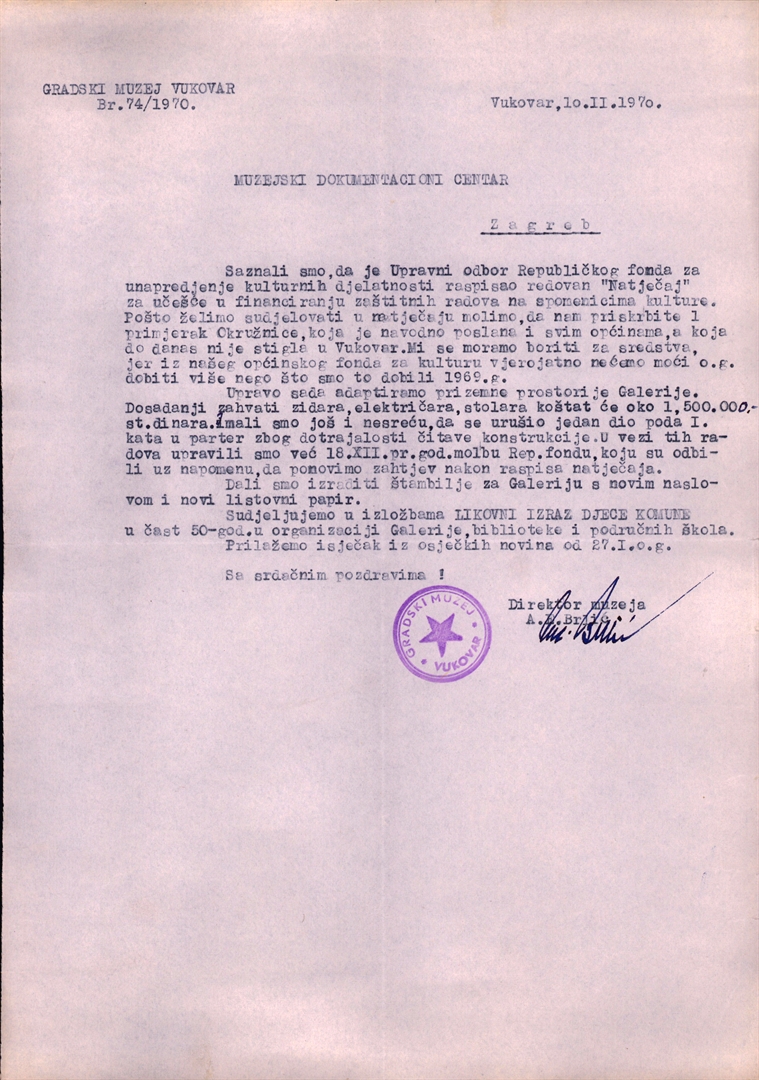 GRADSKI MUZEJ VUKOVAR
Br.74/1970.
Vukovar,10.II.1970.
MUZEJSKI DOKUMENTACIONI CENTAR
Zagreb
Saznali smo,da je Upravni odbor Republičkog fonda za
unapredjenje kulturnih djelatnosti raspisao redovan "Natječaj"
za učešće u financiranju zaštitnih radova na spomenicima kulture.
Pošto želimo sudjelovati u natječaju molimo,da nam priskrbite 1
primjerak Okružnice,koja je navodno poslana i svim općinama,a koja
do danas nije stigla u Vukovar.Mi se moramo boriti za sredstva,
jer iz našeg općinskog fonda za kulturu vjerojatno nećemo moći o.g.
dobiti više nego što smo to dobili 1969.g.
Upravo sada adaptiramo prizemne prostorije Galerije.
Dosadanji zahvati zidara,električara,stolara koštat će oko 1,500.000.-
st.dinara.imali smo još i nesreću,da se urušio jedan dio poda I.
kata u parter zbog dotrajalosti čitave konstrukcije.U vezi tih ra-
dova upravili smo već 18.XII.pr.god.molbu Rep.fondu,koju su odbi-
li uz napomenu,da ponovimo zahtjev nakon raspisa natječaja.
Dali smo izraditi štambilje za Galeriju s novim naslo-
vom i novi listovni papir.
Sudjeljujemo u izložbama LIKOVNI IZRAZ DJECE KOMUNE
u čast 50-god.u organizaciji Galerije,biblioteke i područnih škola.
Prilažemo isječak iz osječkih novina od 27.I.o.g.
Sa srdačnim pozdravima !
Direktor muzeja
A.E.Brlić
GRADSKI MUZEJ
VUKOVAR